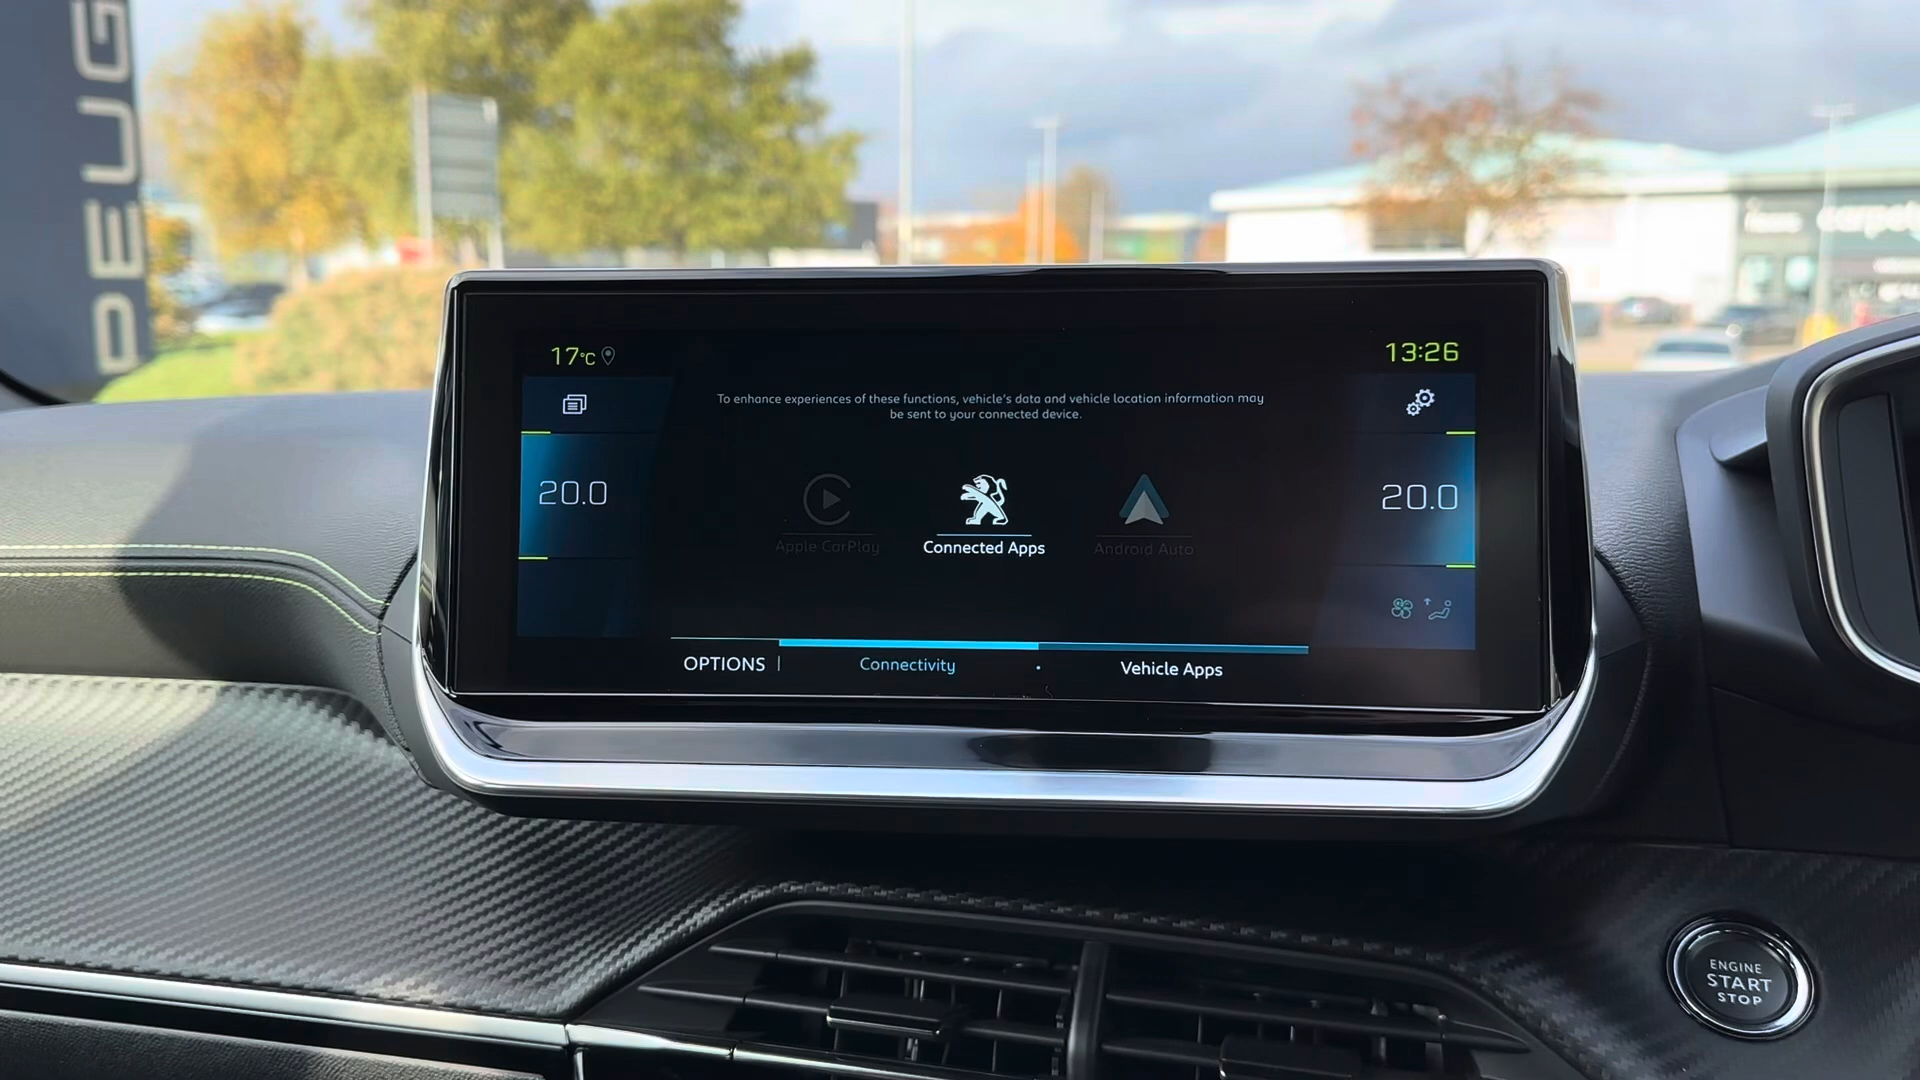 PEUG
carpet
17°C
13:26
To enhance experiences of these functions, vehicle's data and vehicle location information may
be sent to your connected device.
20.0
20.0
Apple CarPlay
Connected Apps
Android Auto
OPTIONS
Connectivity
Vehicle Apps
ENGINE
START
STOP